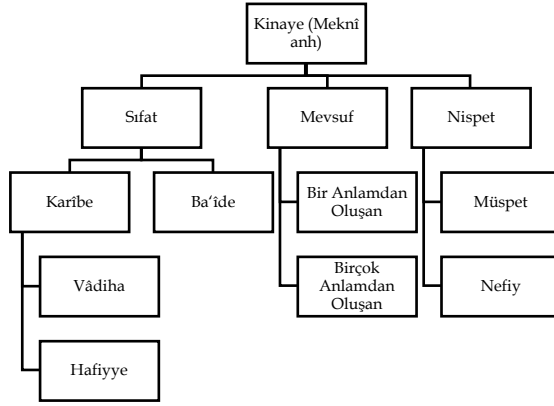 Kinaye (Meknî
anh)
Sıfat
Mevsuf
Nispet
Karîbe
Ba‘îde
Bir Anlamdan
Oluşan
Müspet
Vâdiha
Birçok
Anlamdan
Oluşan
Nefiy
Hafiyye